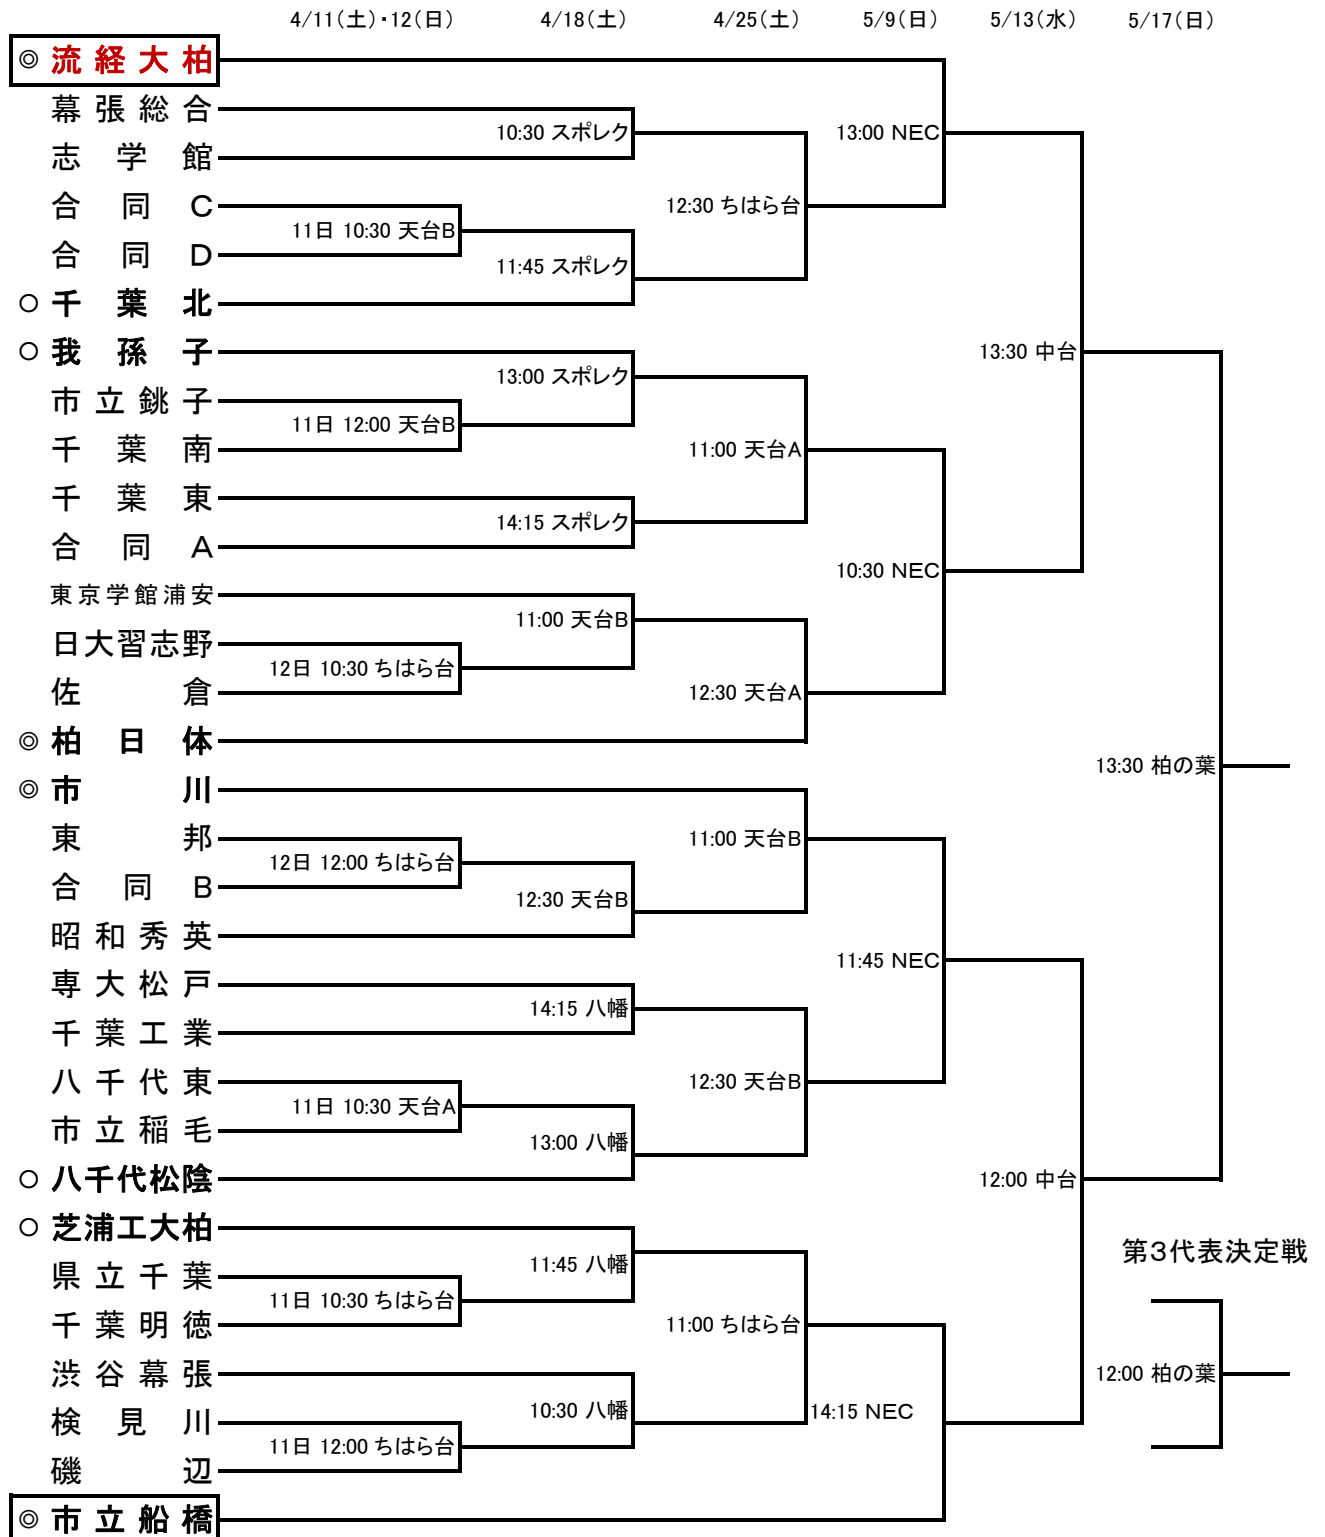 4/11(土)・12(日) 4/18(土) 4/25(土) 5/9(日) 5/13(水) 5/17(日)
◎ 流経大柏
幕張総合
10:30 スポレク 13:00 NEC
志学館
合同C
12:30 ちはら台
11日 10:30 天台B
合同D
11:45 スポレク
○ 千葉北
○ 我孫子
13:30 中台
13:00 スポレク
市立銚子
11日 12:00 天台B
千葉南
11:00 天台A
千葉東
14:15 スポレク
合同A
10:30 NEC
東京学館浦安
11:00 天台B
日大習志野
12日 10:30 ちはら台
佐倉
12:30 天台A
◎ 柏日体
13:30 柏の葉
◎ 市川
東邦
11:00 天台B
12日 12:00 ちはら台
合同B
12:30 天台B
昭和秀英
11:45 NEC
専大松戸
14:15 八幡
千葉工業
八千代東
12:30 天台B
11日 10:30 天台A
市立稲毛
13:00 八幡
○ 八千代松陰
12:00 中台
○ 芝浦工大柏
第3代表決定戦
11:45 八幡
県立千葉
11日 10:30 ちはら台
千葉明徳
11:00 ちはら台
渋谷幕張
12:00 柏の葉
10:30 八幡 14:15 NEC
検見川
11日 12:00 ちはら台
磯辺
◎ 市立船橋